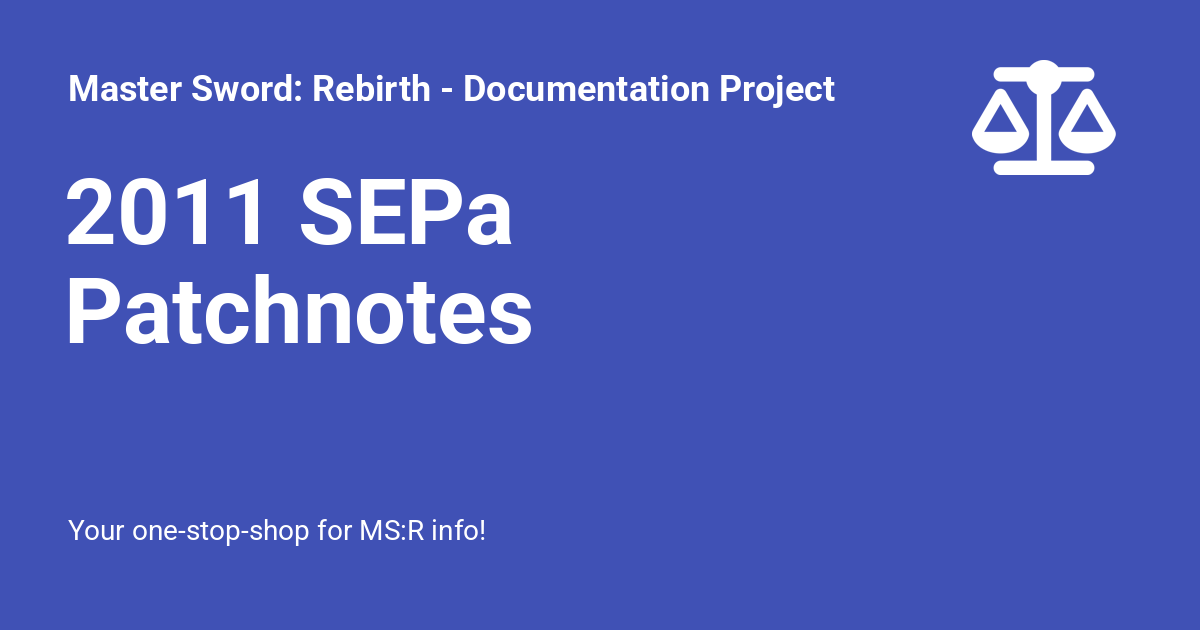 Master Sword: Rebirth - Documentation Project
2011 SEPa
Patchnotes
Your one-stop-shop for MS:R info!